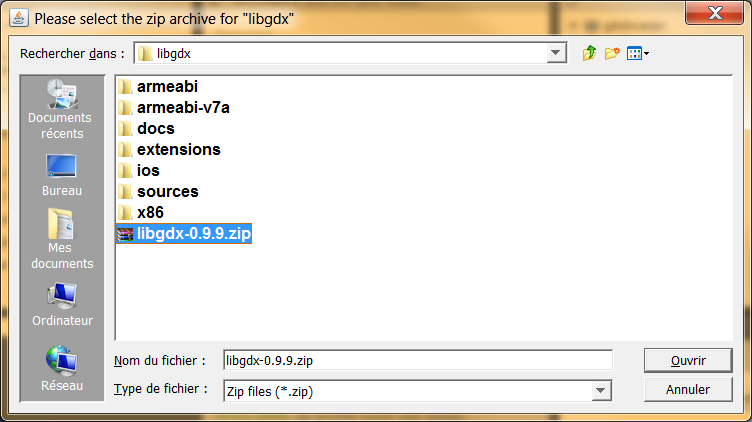 Please select the zip archive for "libgdx"
Rechercher dans :
libgdx
Documents
récents
Bureau
Mes
documents
Ordinateur
Réseau
armeabi
armeabi-v7a
docs
extensions
ios
sources
x86
libgdx-0.9.9.zip
Nom du fichier :
libgdx-0.9.9.zip
Ouvrir
Type de fichier :
Zip files (*.zip)
Annuler